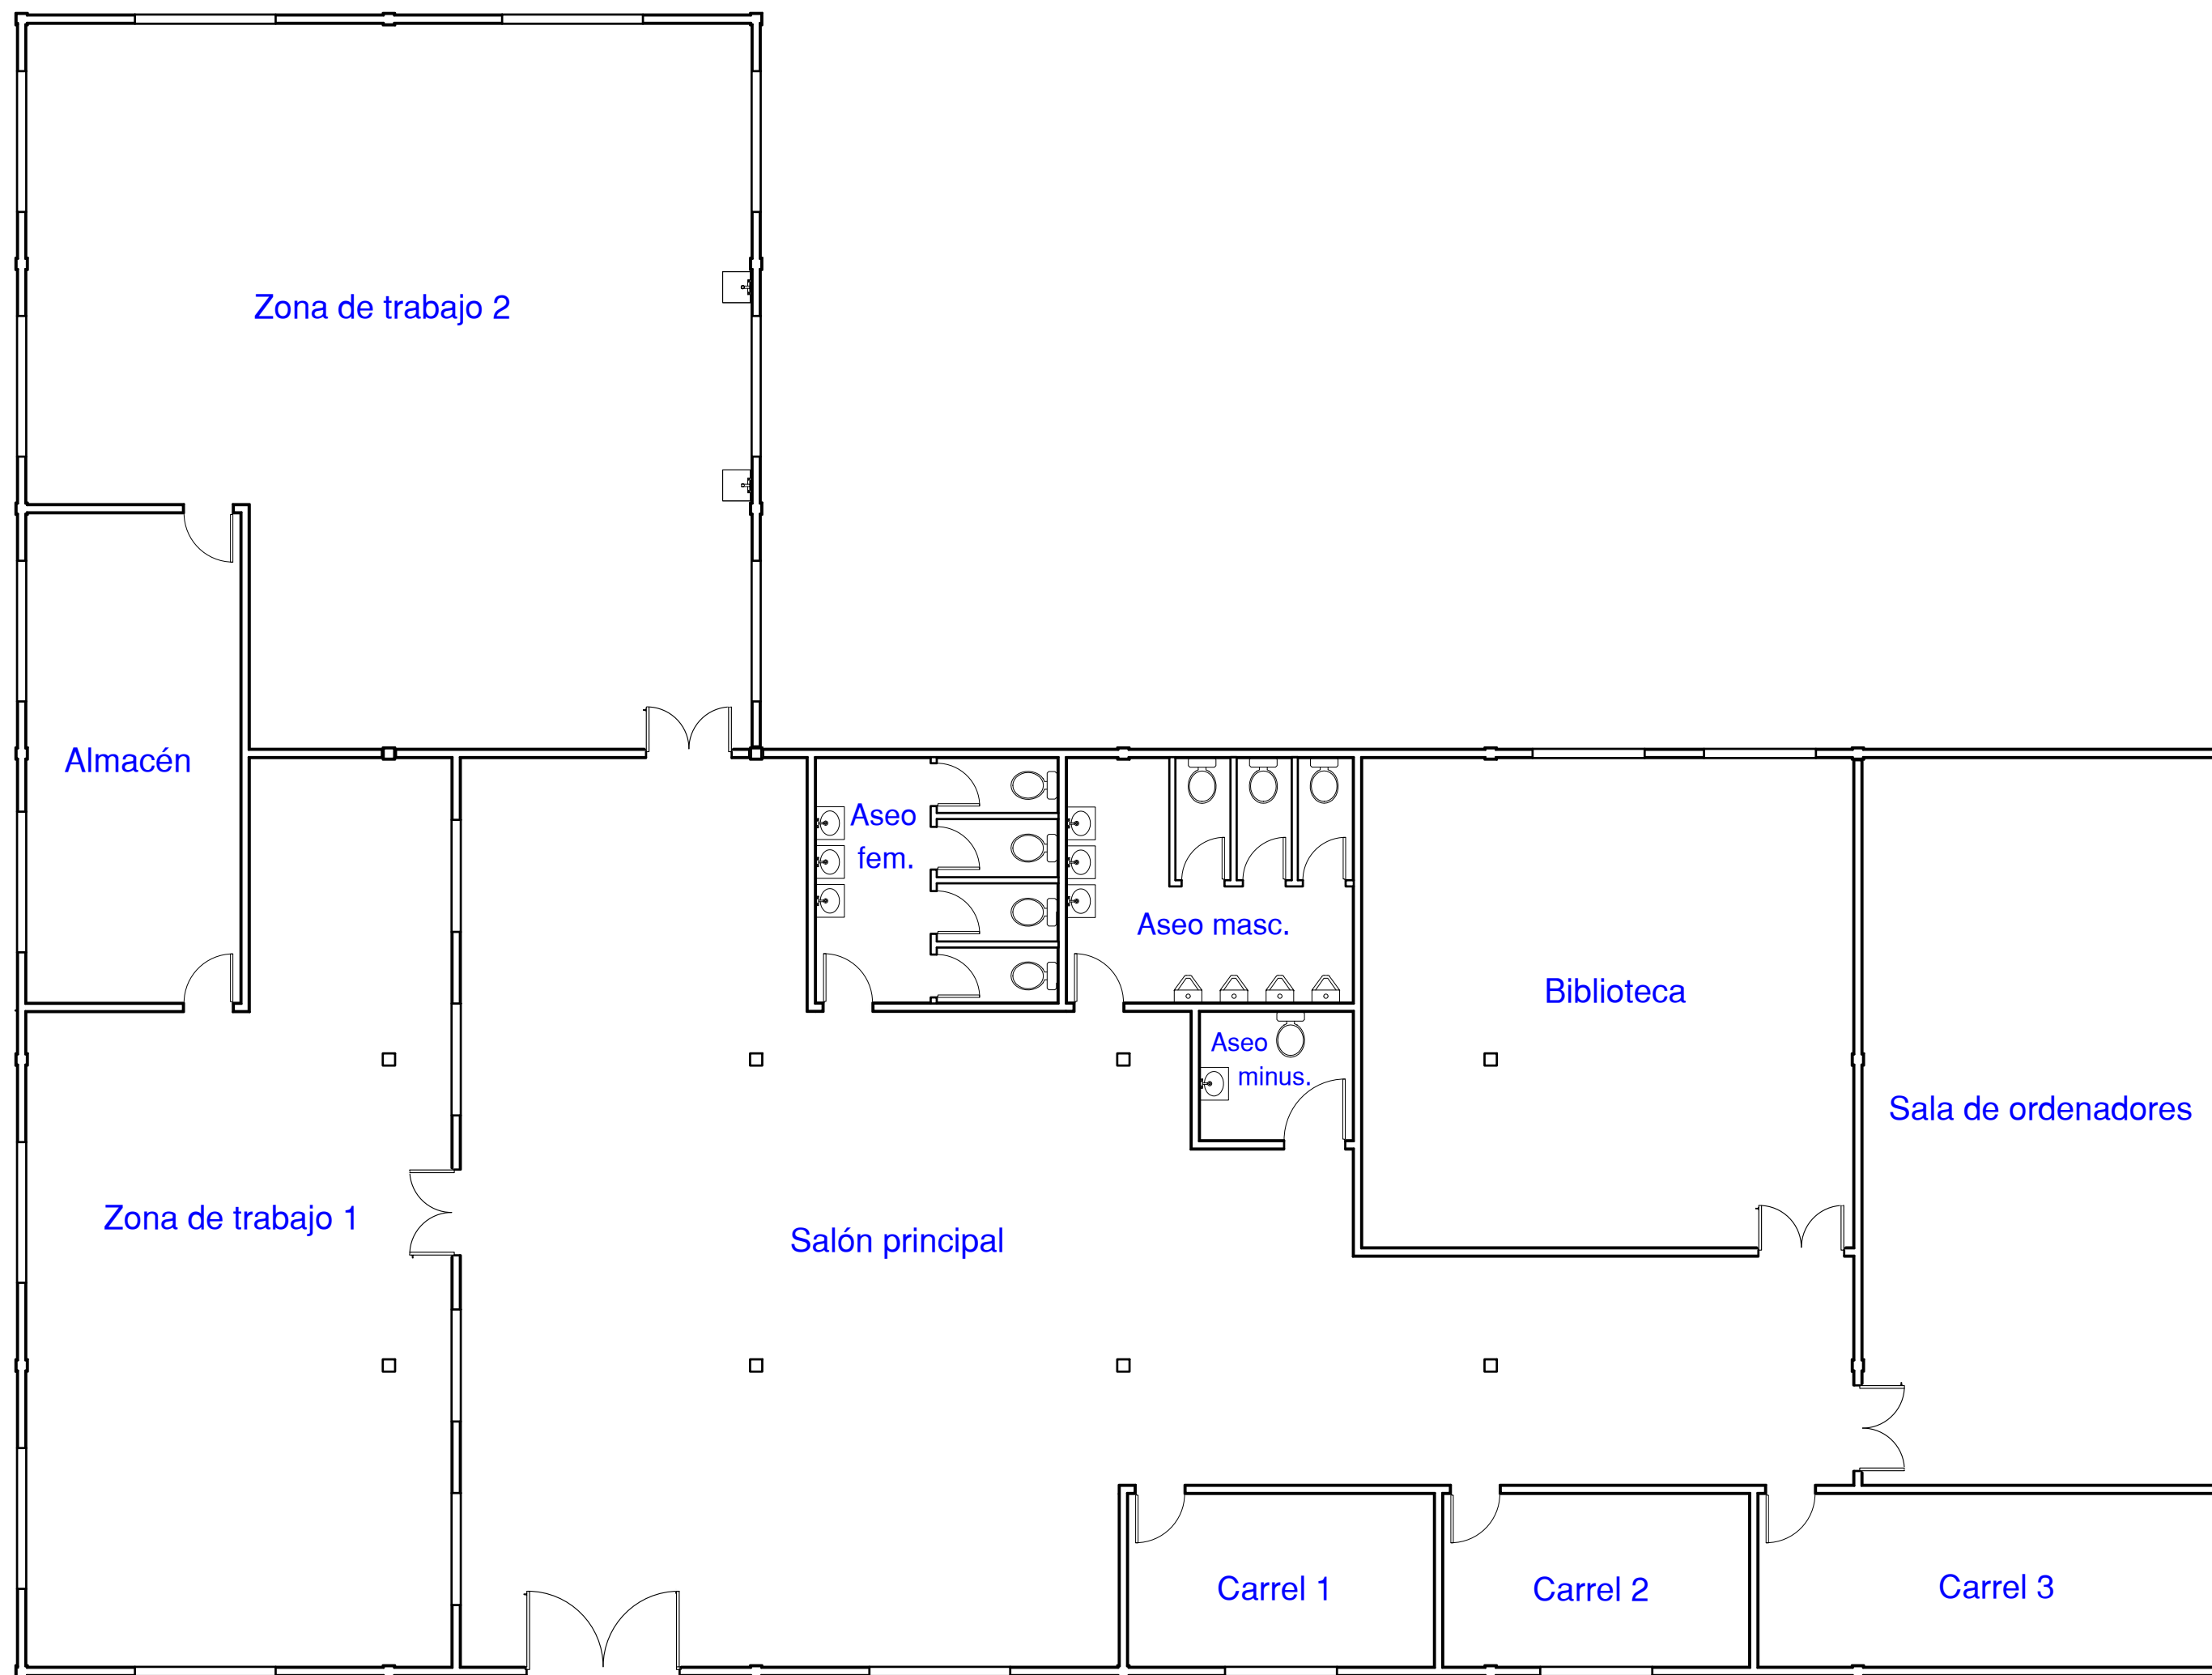 Zona de trabajo 2
Almacén
Aseo
fem.
Aseo masc.
Biblioteca
Aseo
minus.
Sala de ordenadores
Zona de trabajo 1
Salón principal
Carrel 1
Carrel 2
Carrel 3